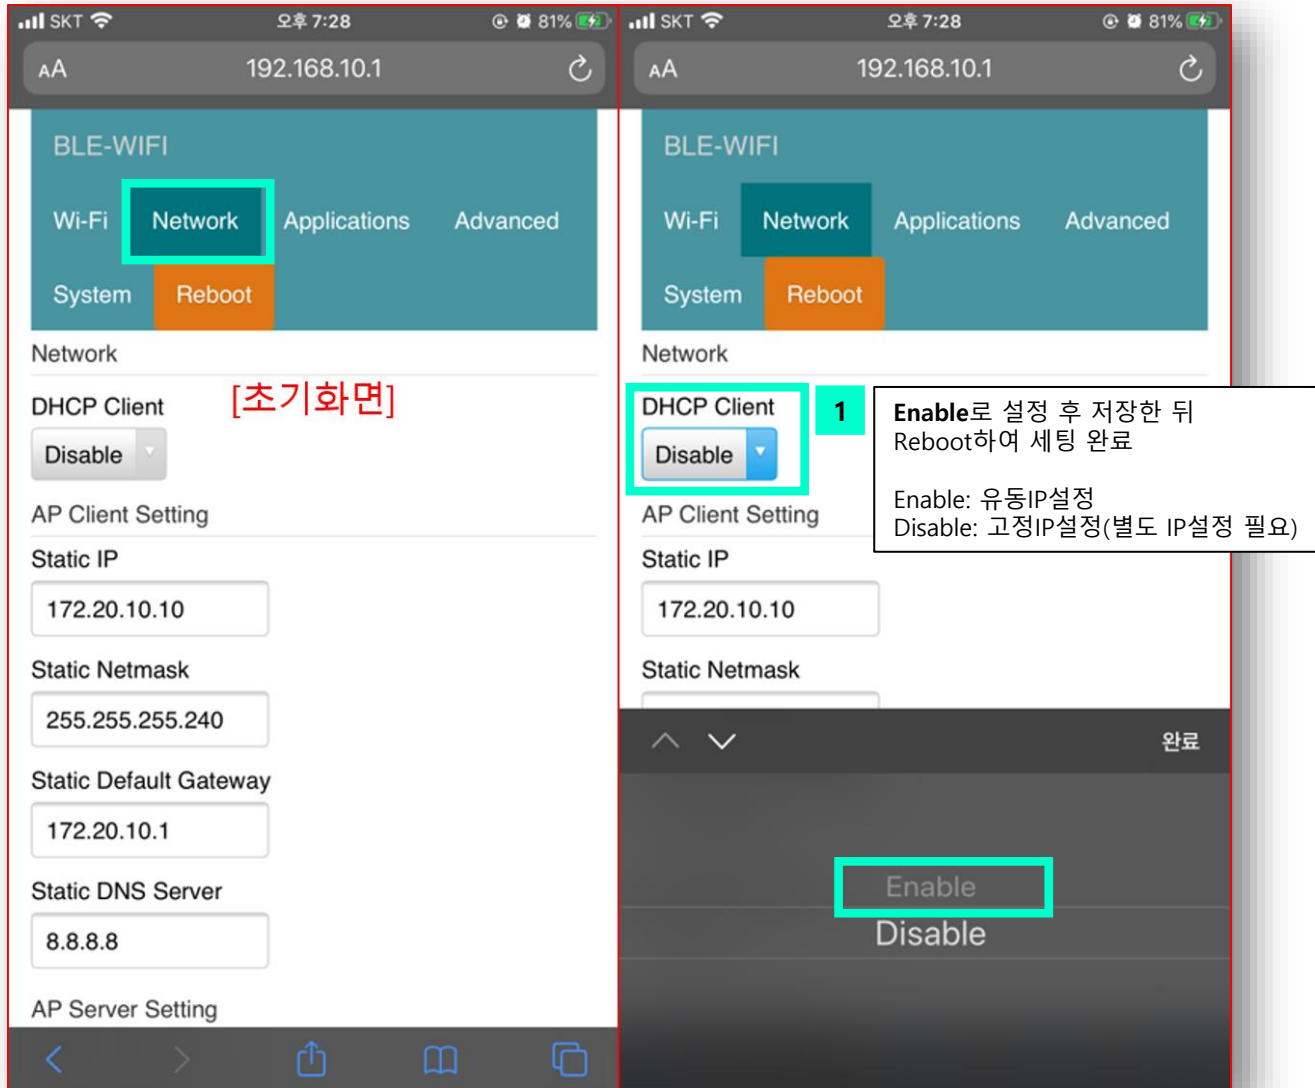 SKT 오후 7:28 81%
AA 192.168.10.1
BLE-WIFI
Wi-Fi Network Applications Advanced
System Reboot
Network
[초기화면]
DHCP Client
Disable
AP Client Setting
Static IP
172.20.10.10
Static Netmask
255.255.255.240
Static Default Gateway
172.20.10.1
Static DNS Server
8.8.8.8
AP Server Setting
SKT 오후 7:28 81%
AA 192.168.10.1
BLE-WIFI
Wi-Fi Network Applications Advanced
System Reboot
Network
DHCP Client
Disable
1
Enable로 설정 후 저장한 뒤
Reboot하여 세팅 완료
Enable: 유동IP설정
Disable: 고정IP설정(별도 IP설정 필요)
AP Client Setting
Static IP
172.20.10.10
Static Netmask
완료
Enable
Disable